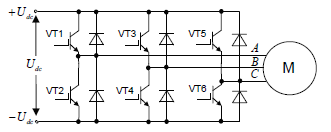 +U_dc
VT1 VT3 VT5
A
B
C
U_dc
M
VT2 VT4 VT6
−U_dc